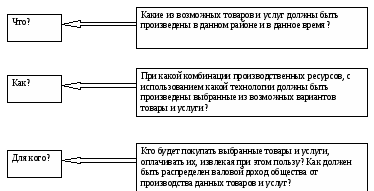 Что?
Какие из возможных товаров и услуг должны быть
произведены в данном районе и в данное время ?
Как?
При какой комбинации производственных ресурсов, с
использованием какой технологии должны быть
произведены выбранные из возможных вариантов
товары и услуги ?
Для кого?
Кто будет покупать выбранные товары и услуги,
оплачивать их, извлекая при этом пользу? Как должен
быть распределен валовой доход общества от
производства данных товаров и услуг?